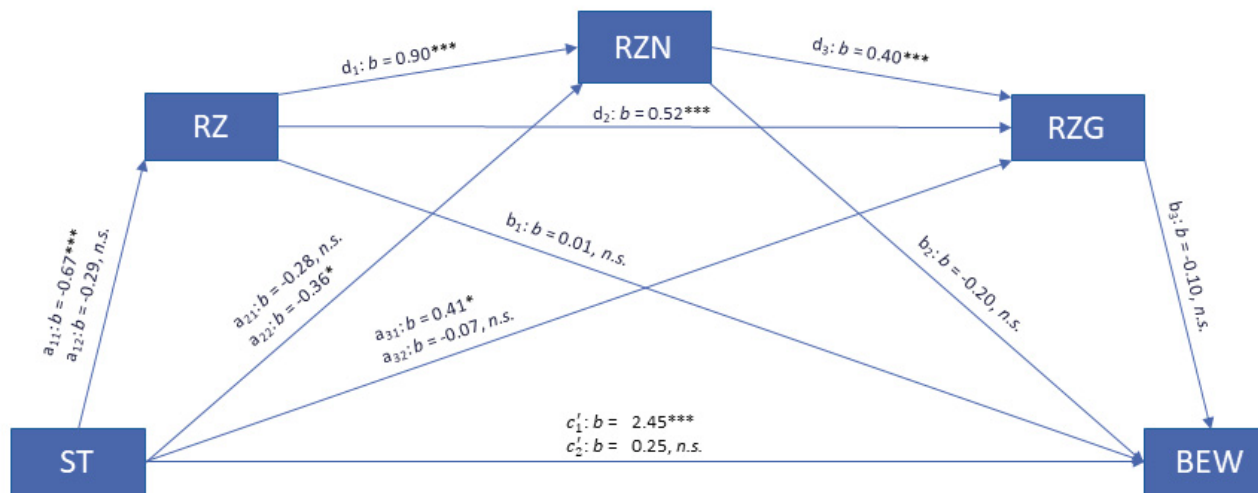 RZN
d₁: b = 0.90***
d₃: b = 0.40***
RZ
d₂: b = 0.52***
RZG
a₁₁: b = -0.67***
a₁₂: b = -0.29, n.s.
a₂₁: b = -0.28, n.s.
a₂₂: b = -0.36*
b₁: b = 0.01, n.s.
a₃₁: b = 0.41*
a₃₂: b = -0.07, n.s.
b₂: b = -0.20, n.s.
b₃: b = -0.10, n.s.
ST
c′₁: b = 2.45***
c′₂: b = 0.25, n.s.
BEW